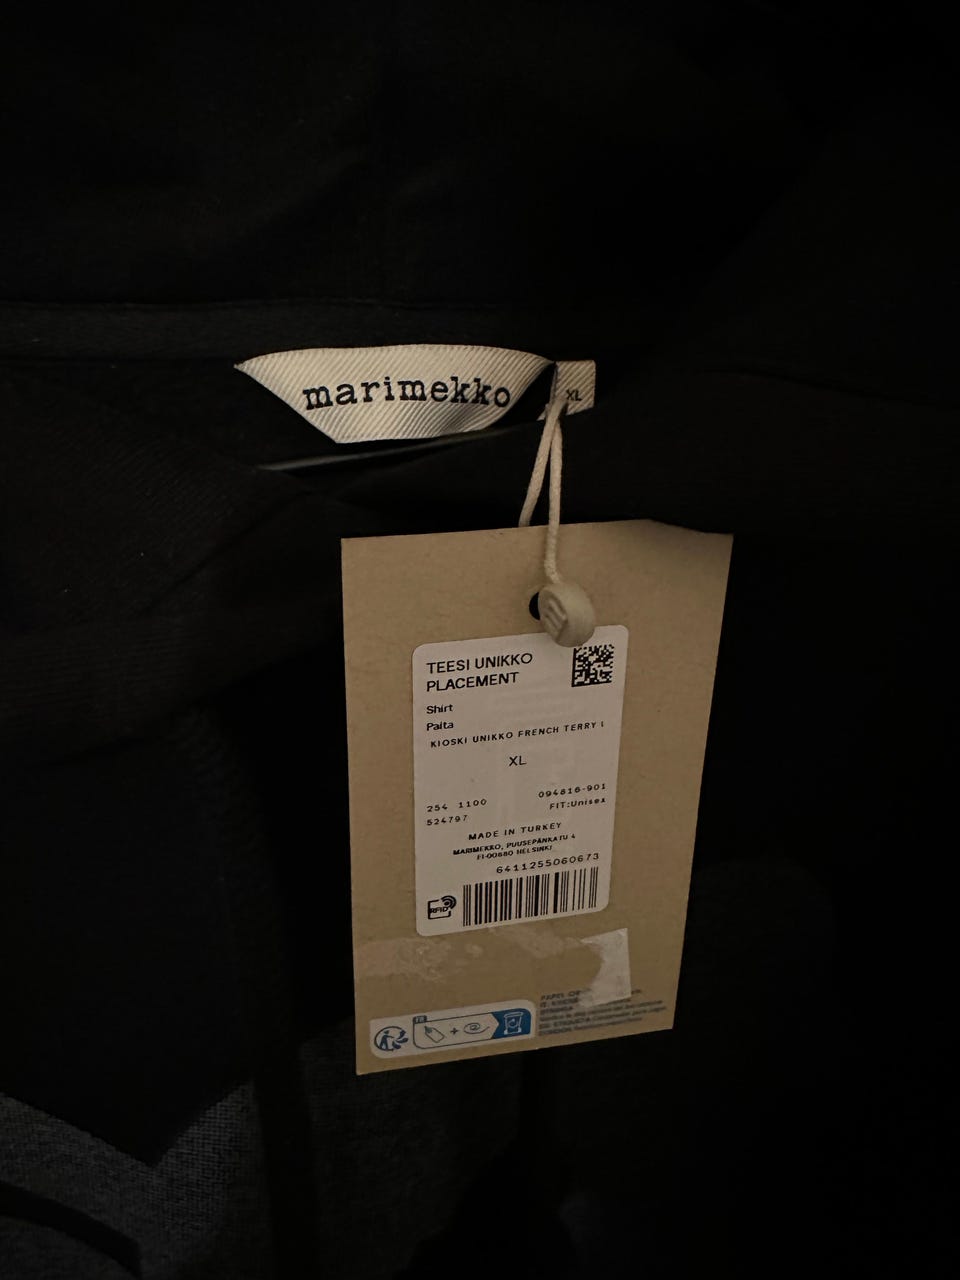 marimekko
XL
TEESI UNIKKO
PLACEMENT
Shirt
Paita
KIOSKI UNIKKO FRENCH TERRY
XL
094816-901
254 1100
FIT:Unisex
524797
MADE IN TURKEY
MARIMEKKO, PUUSEPÄNKATU 4
FI-00880 HELSINKI
6411255060673
RFID
FR